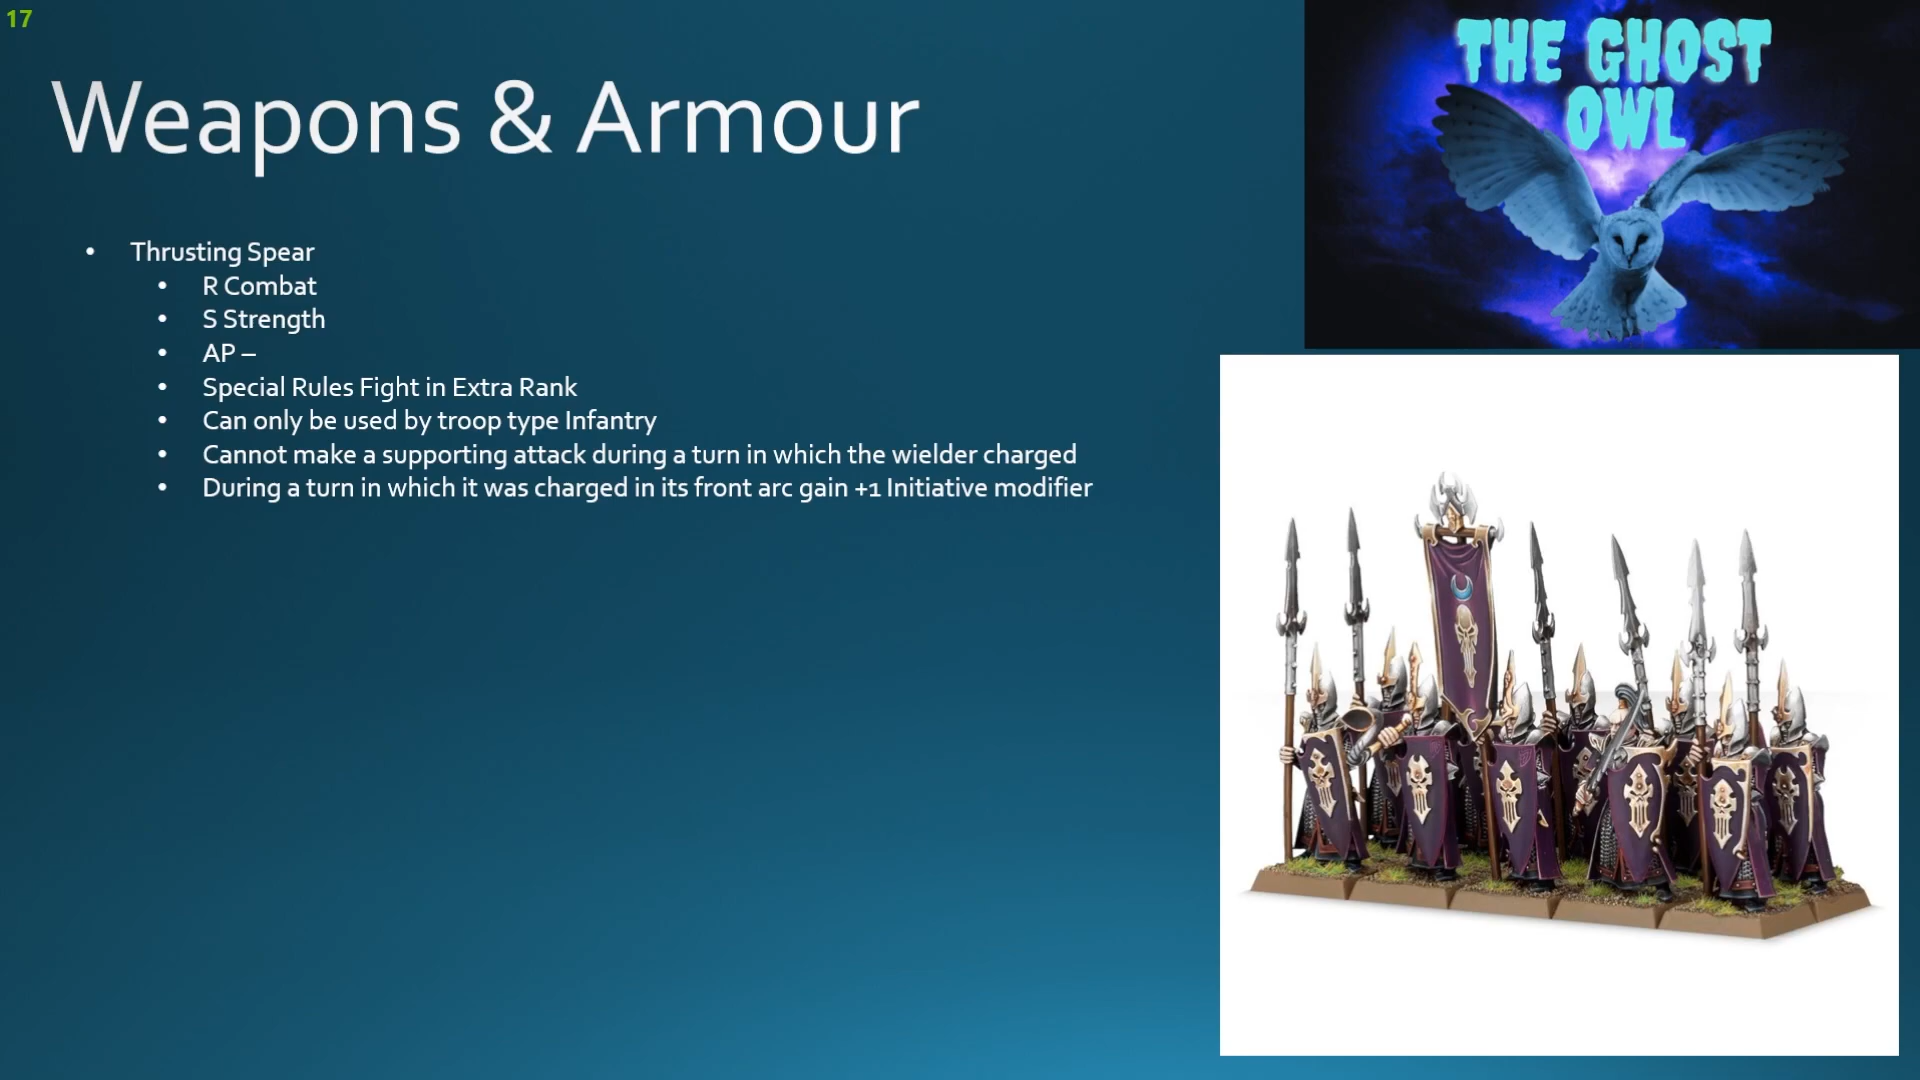 17
THE GHOST
OWL
Weapons & Armour
• Thrusting Spear
• R Combat
• S Strength
• AP –
• Special Rules Fight in Extra Rank
• Can only be used by troop type Infantry
• Cannot make a supporting attack during a turn in which the wielder charged
• During a turn in which it was charged in its front arc gain +1 Initiative modifier